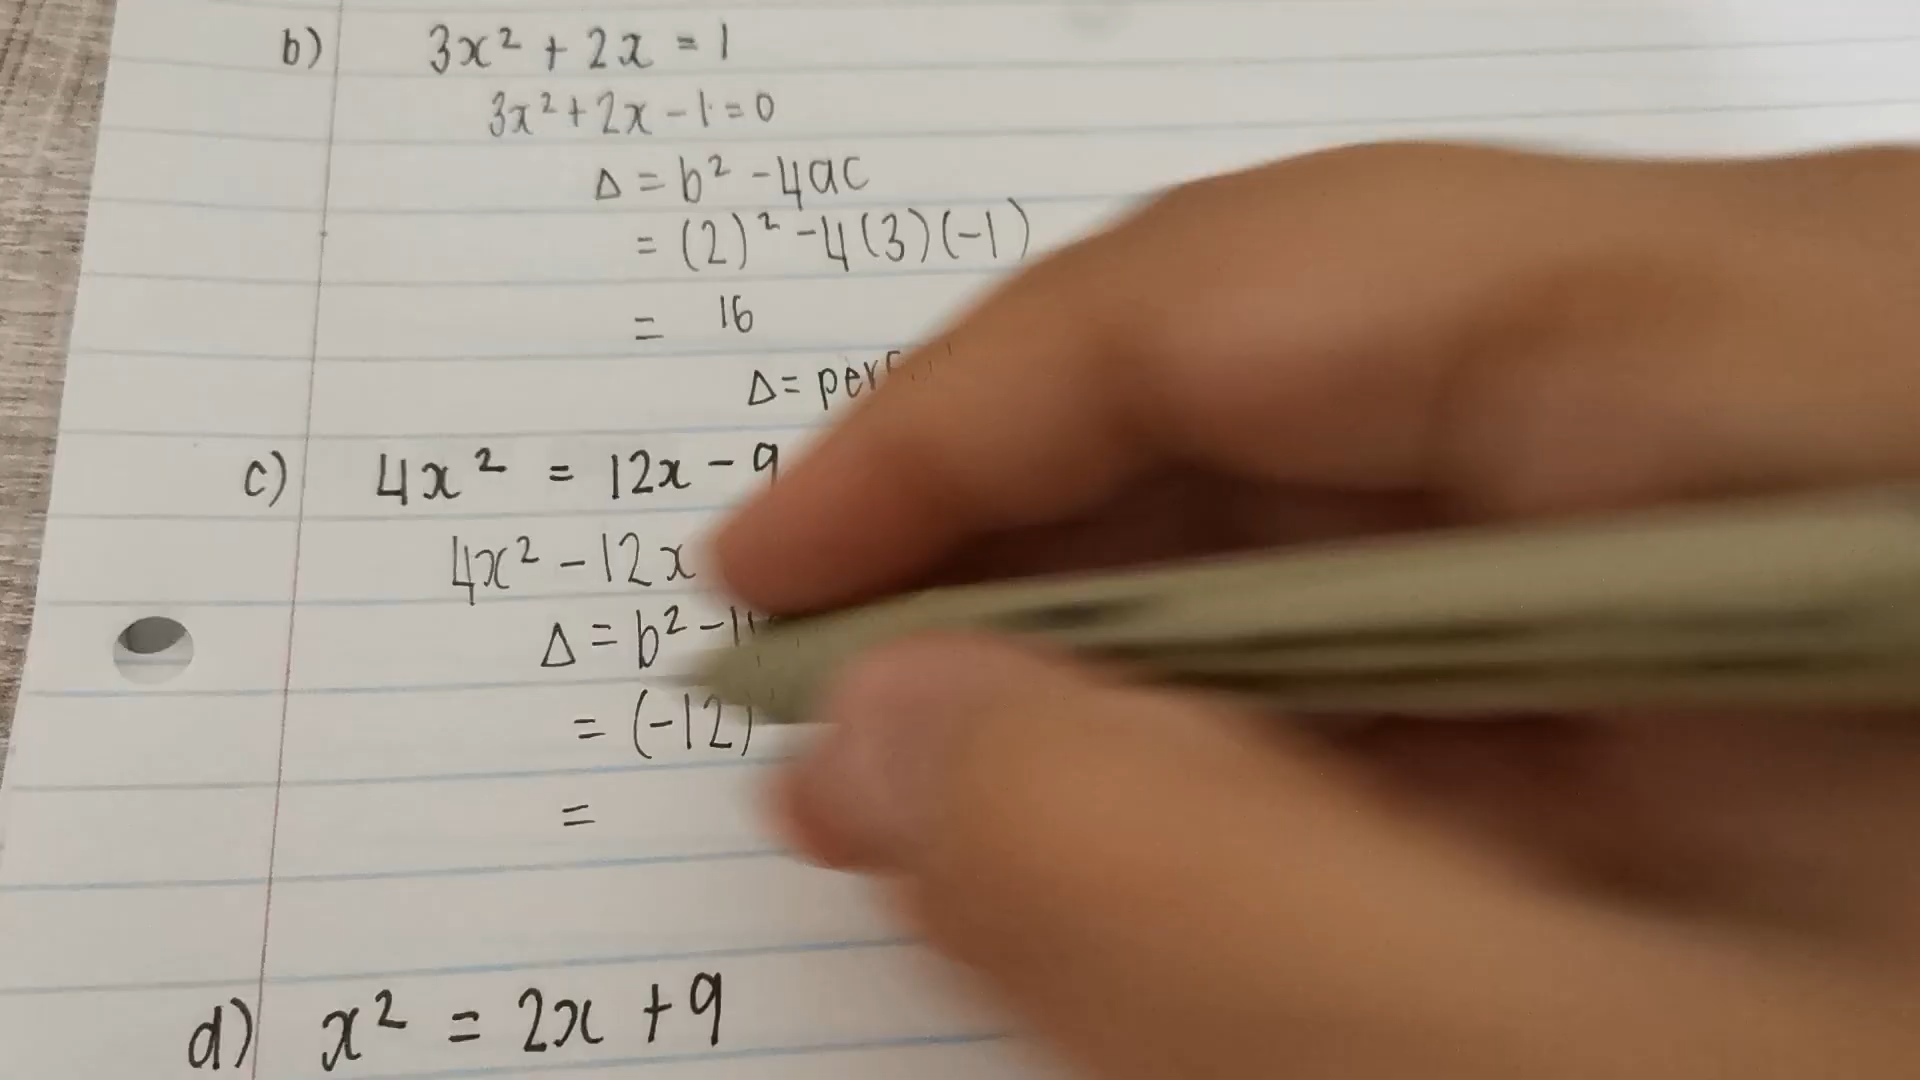 b) 3x² + 2x = 1
3x² + 2x - 1 = 0
Δ = b² - 4ac
= (2)² - 4(3)(-1)
= 16
Δ =
c) 4x² = 12x - 9
4x² - 12x
Δ = b² -
= (-12)
=
d) x² = 2x + 9